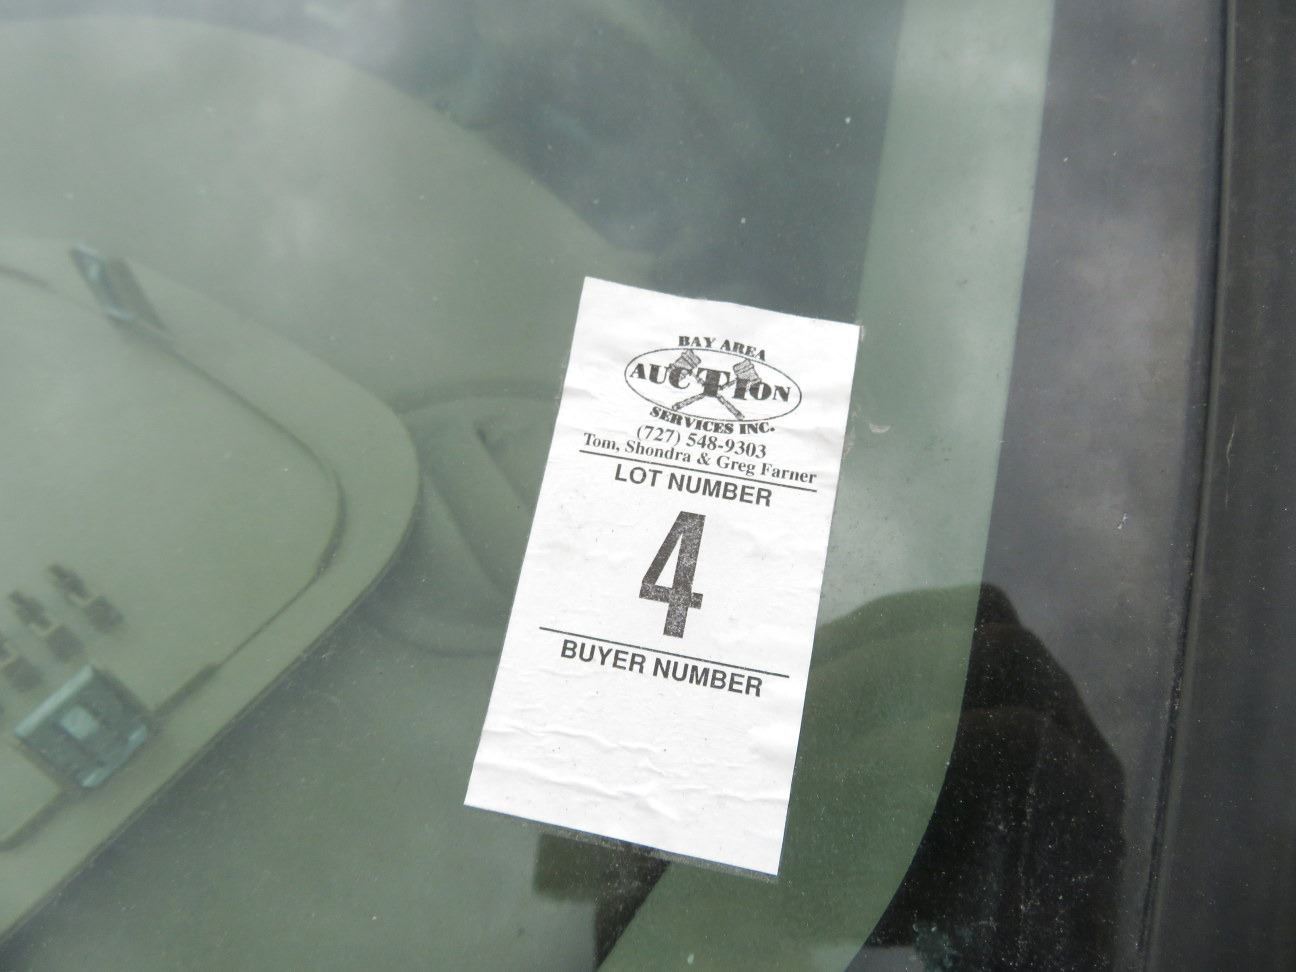 BAY AREA
AUCTION
SERVICES INC.
(727) 548-9303
Tom, Shondra & Greg Farner
LOT NUMBER
4
BUYER NUMBER